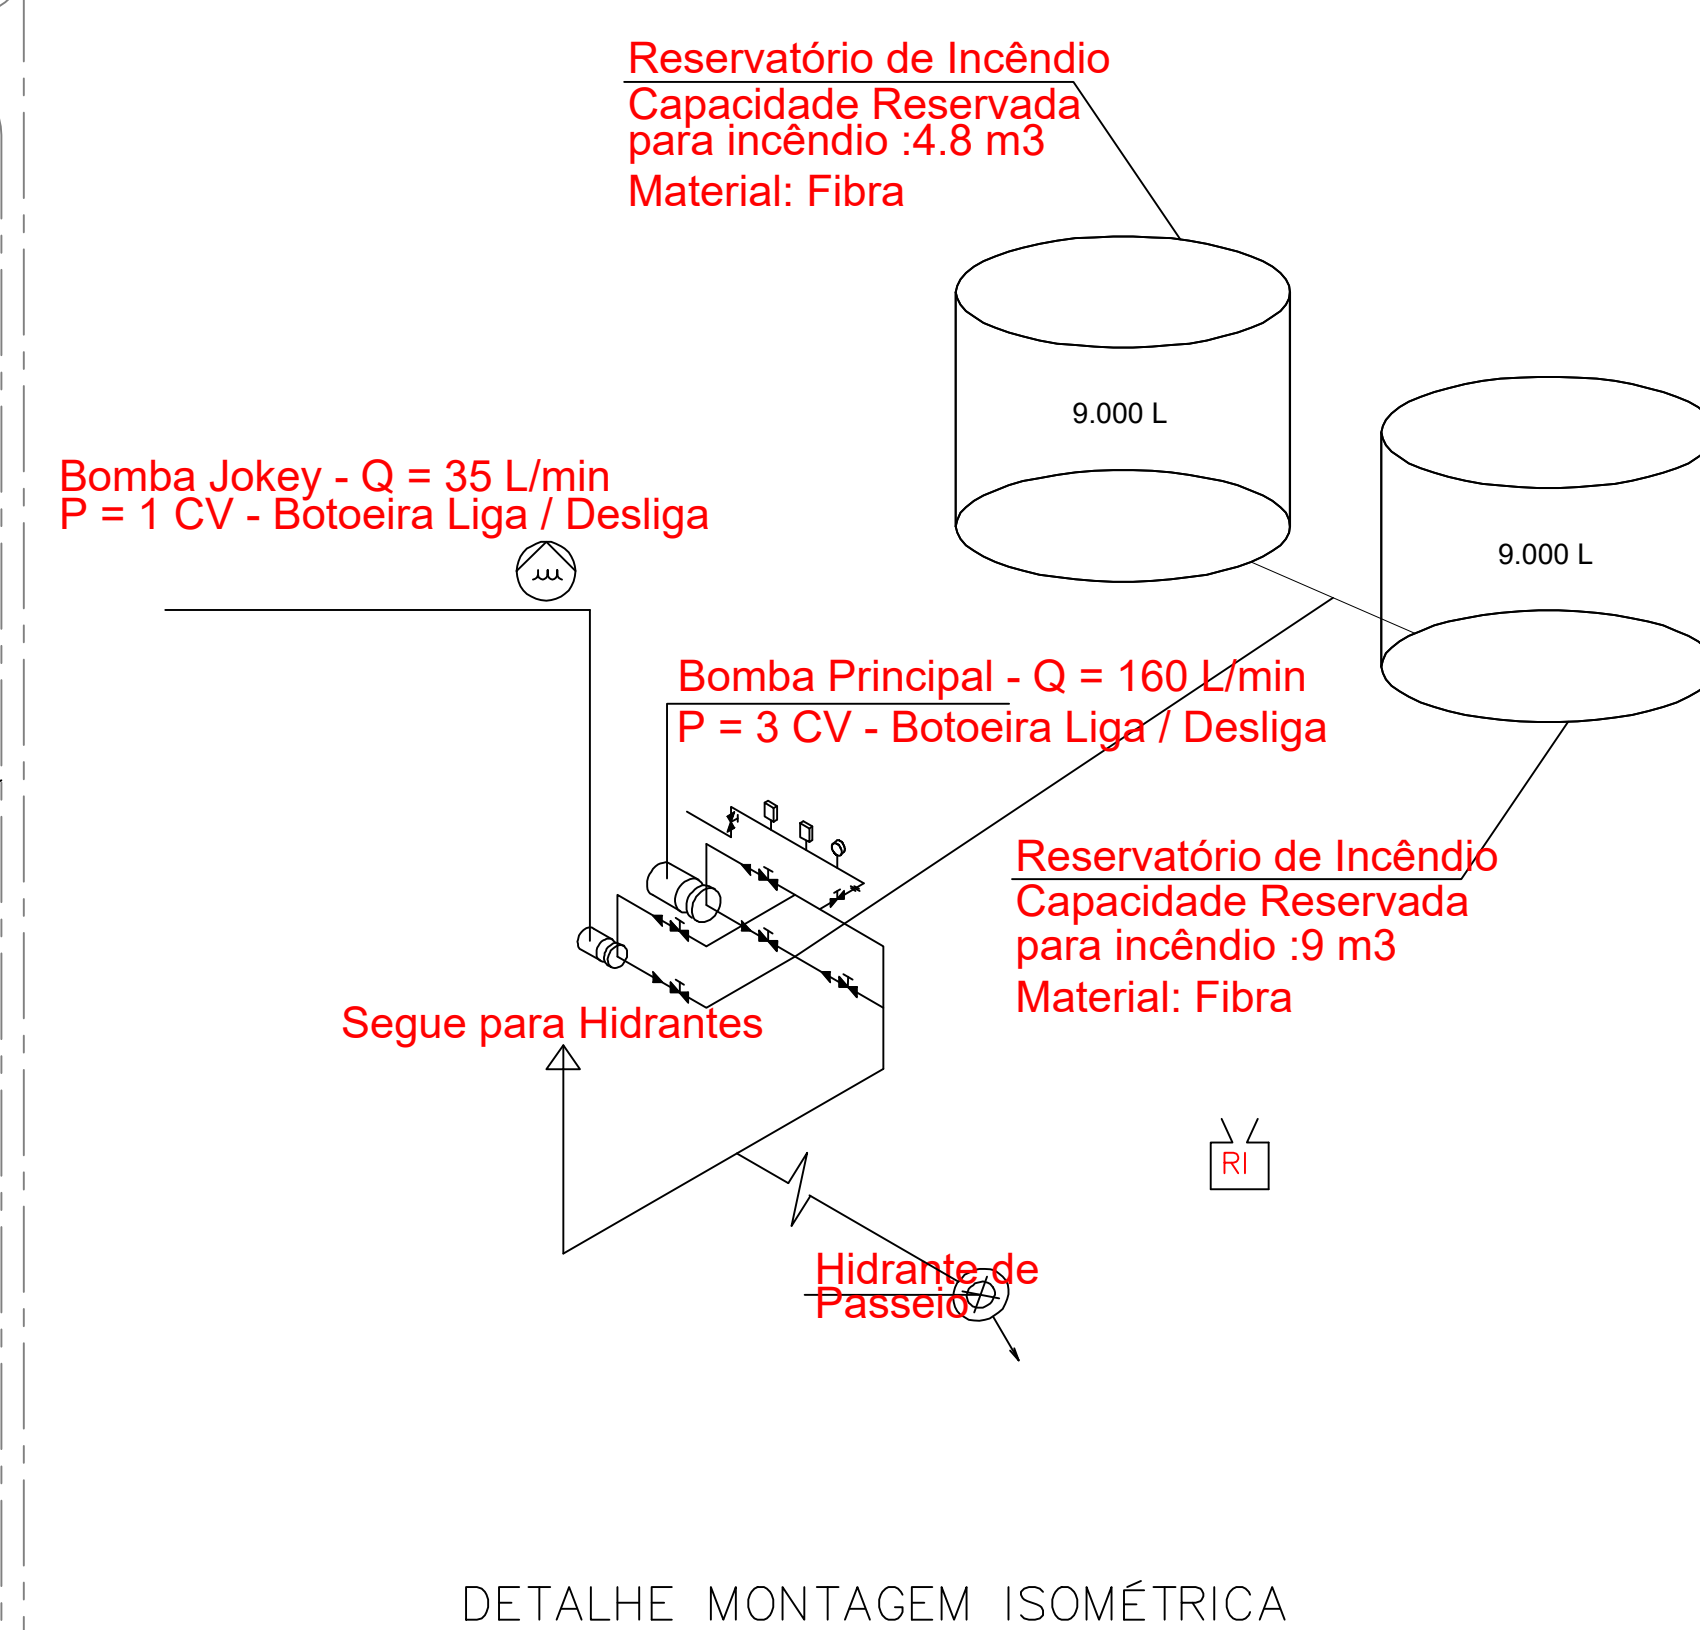 Reservatório de Incêndio
Capacidade Reservada
para incêndio :4.8 m3
Material: Fibra
9.000 L
9.000 L
Bomba Jokey - Q = 35 L/min
P = 1 CV - Botoeira Liga / Desliga
Bomba Principal - Q = 160 L/min
P = 3 CV - Botoeira Liga / Desliga
Reservatório de Incêndio
Capacidade Reservada
para incêndio :9 m3
Material: Fibra
Segue para Hidrantes
RI
Hidrante de
Passeio
DETALHE MONTAGEM ISOMÉTRICA